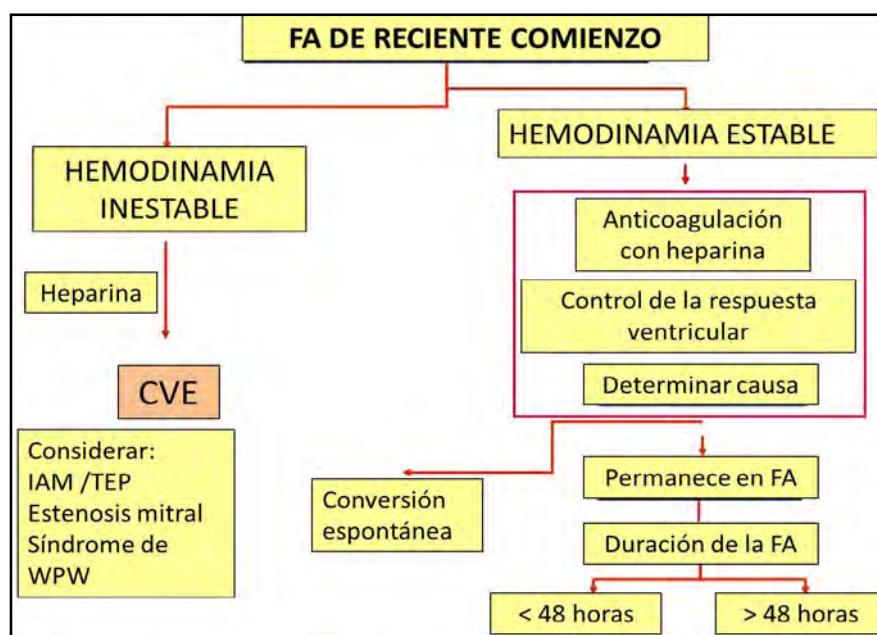 FA DE RECIENTE COMIENZO
HEMODINAMIA
INESTABLE
Heparina
CVE
Considerar:
IAM /TEP
Estenosis mitral
Síndrome de
WPW
HEMODINAMIA ESTABLE
Anticoagulación
con heparina
Control de la respuesta
ventricular
Determinar causa
Conversión
espontánea
Permanece en FA
Duración de la FA
< 48 horas
> 48 horas